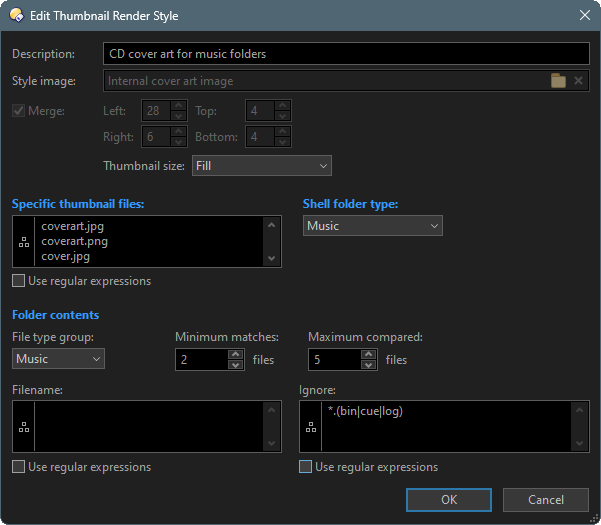 Edit Thumbnail Render Style
Description: CD cover art for music folders
Style image: Internal cover art image
Merge: Left: 28 Top: 4
Right: 6 Bottom: 4
Thumbnail size: Fill
Specific thumbnail files: Shell folder type:
coverart.jpg Music
coverart.png
cover.jpg
Use regular expressions
Folder contents
File type group: Minimum matches: Maximum compared:
Music 2 files 5 files
Filename: Ignore:
*.(bin|cue|log)
Use regular expressions Use regular expressions
OK Cancel